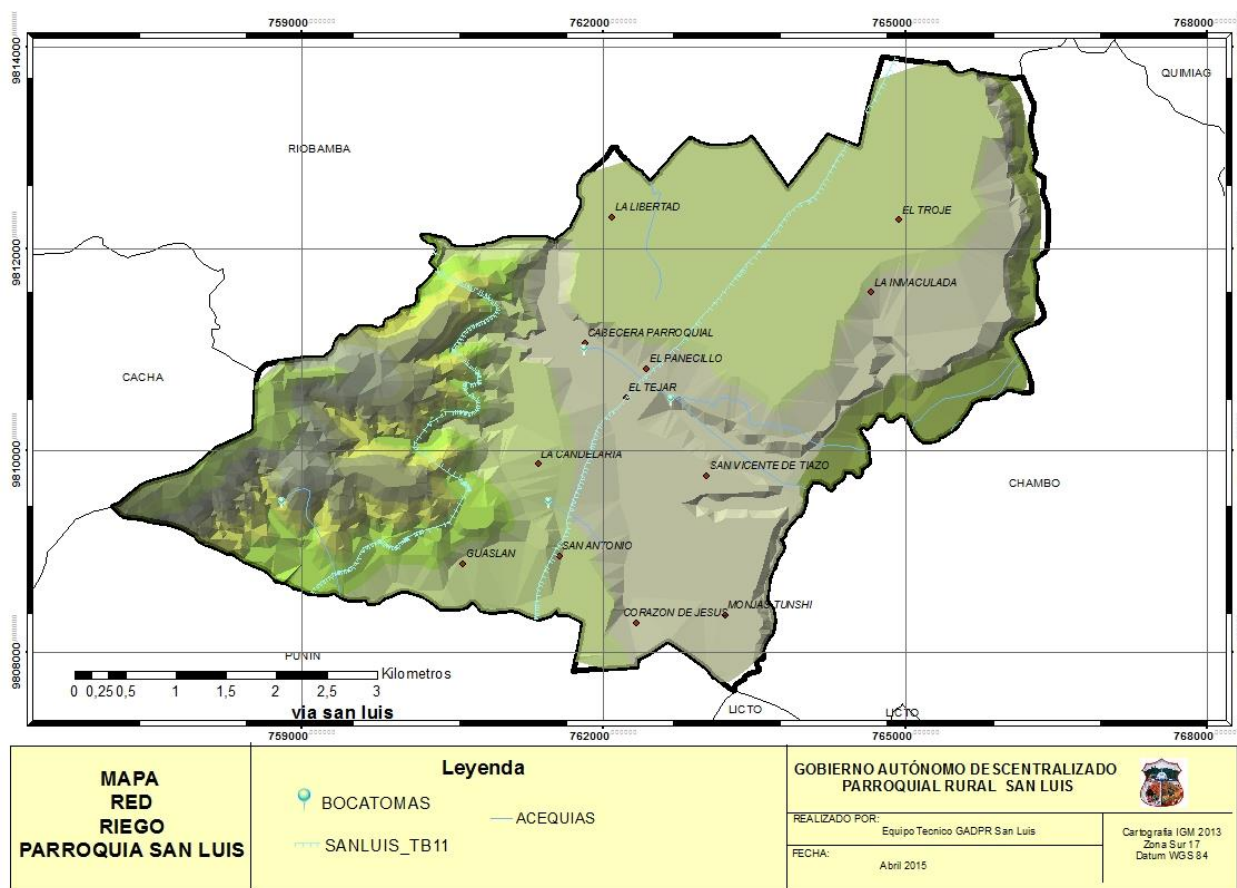 759000
762000
765000
768000
9814000
QUIMIAG
RIOBAMBA
LA LIBERTAD
EL TROJE
9812000
LA INMACULADA
CABECERA PARROQUIAL
EL PANECILLO
CACHA
EL TEJAR
9810000
LA CANDELARIA
SAN VICENTE DE TIAZO
CHAMBO
GUASLAN
SAN ANTONIO
CORAZON DE JESUS
MONJAS TUNSHI
9808000
PUNIN
Kilometros
0 0,25 0,5 1 1,5 2 2,5 3
via san luis
LICTO
LICTO
759000
762000
765000
768000
MAPA
RED
RIEGO
PARROQUIA SAN LUIS
Leyenda
BOCATOMAS
ACEQUIAS
SANLUIS_TB11
GOBIERNO AUTÓNOMO DESCENTRALIZADO
PARROQUIAL RURAL SAN LUIS
REALIZADO POR:
Equipo Tecnico GADPR San Luis
FECHA:
Abril 2015
Cartografia IGM 2013
Zona Sur 17
Datum WGS 84